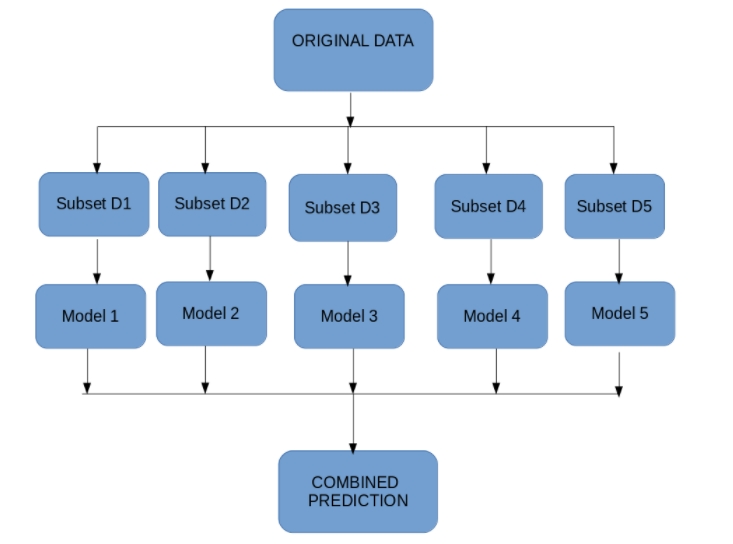 ORIGINAL DATA
Subset D1
Subset D2
Subset D3
Subset D4
Subset D5
Model 1
Model 2
Model 3
Model 4
Model 5
COMBINED
PREDICTION